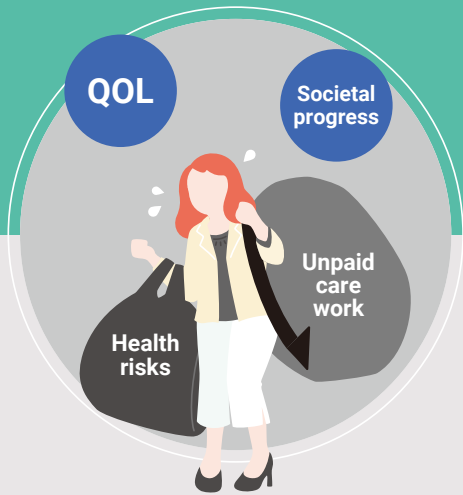 QOL
Societal
progress
Unpaid
care
work
Health
risks